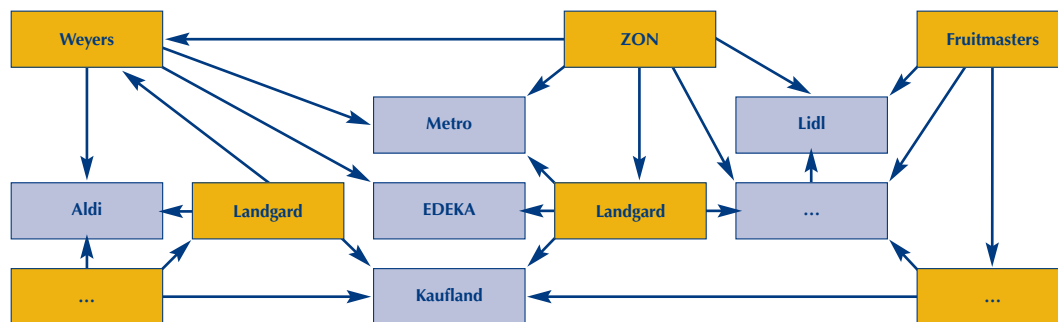 Weyers
ZON
Fruitmasters
Metro
Lidl
Aldi
Landgard
EDEKA
Landgard
...
...
Kaufland
...